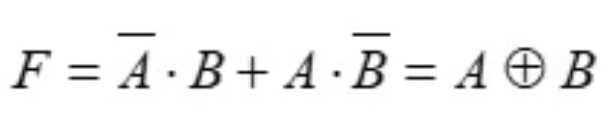 F = A̅ · B + A · B̅ = A ⊕ B